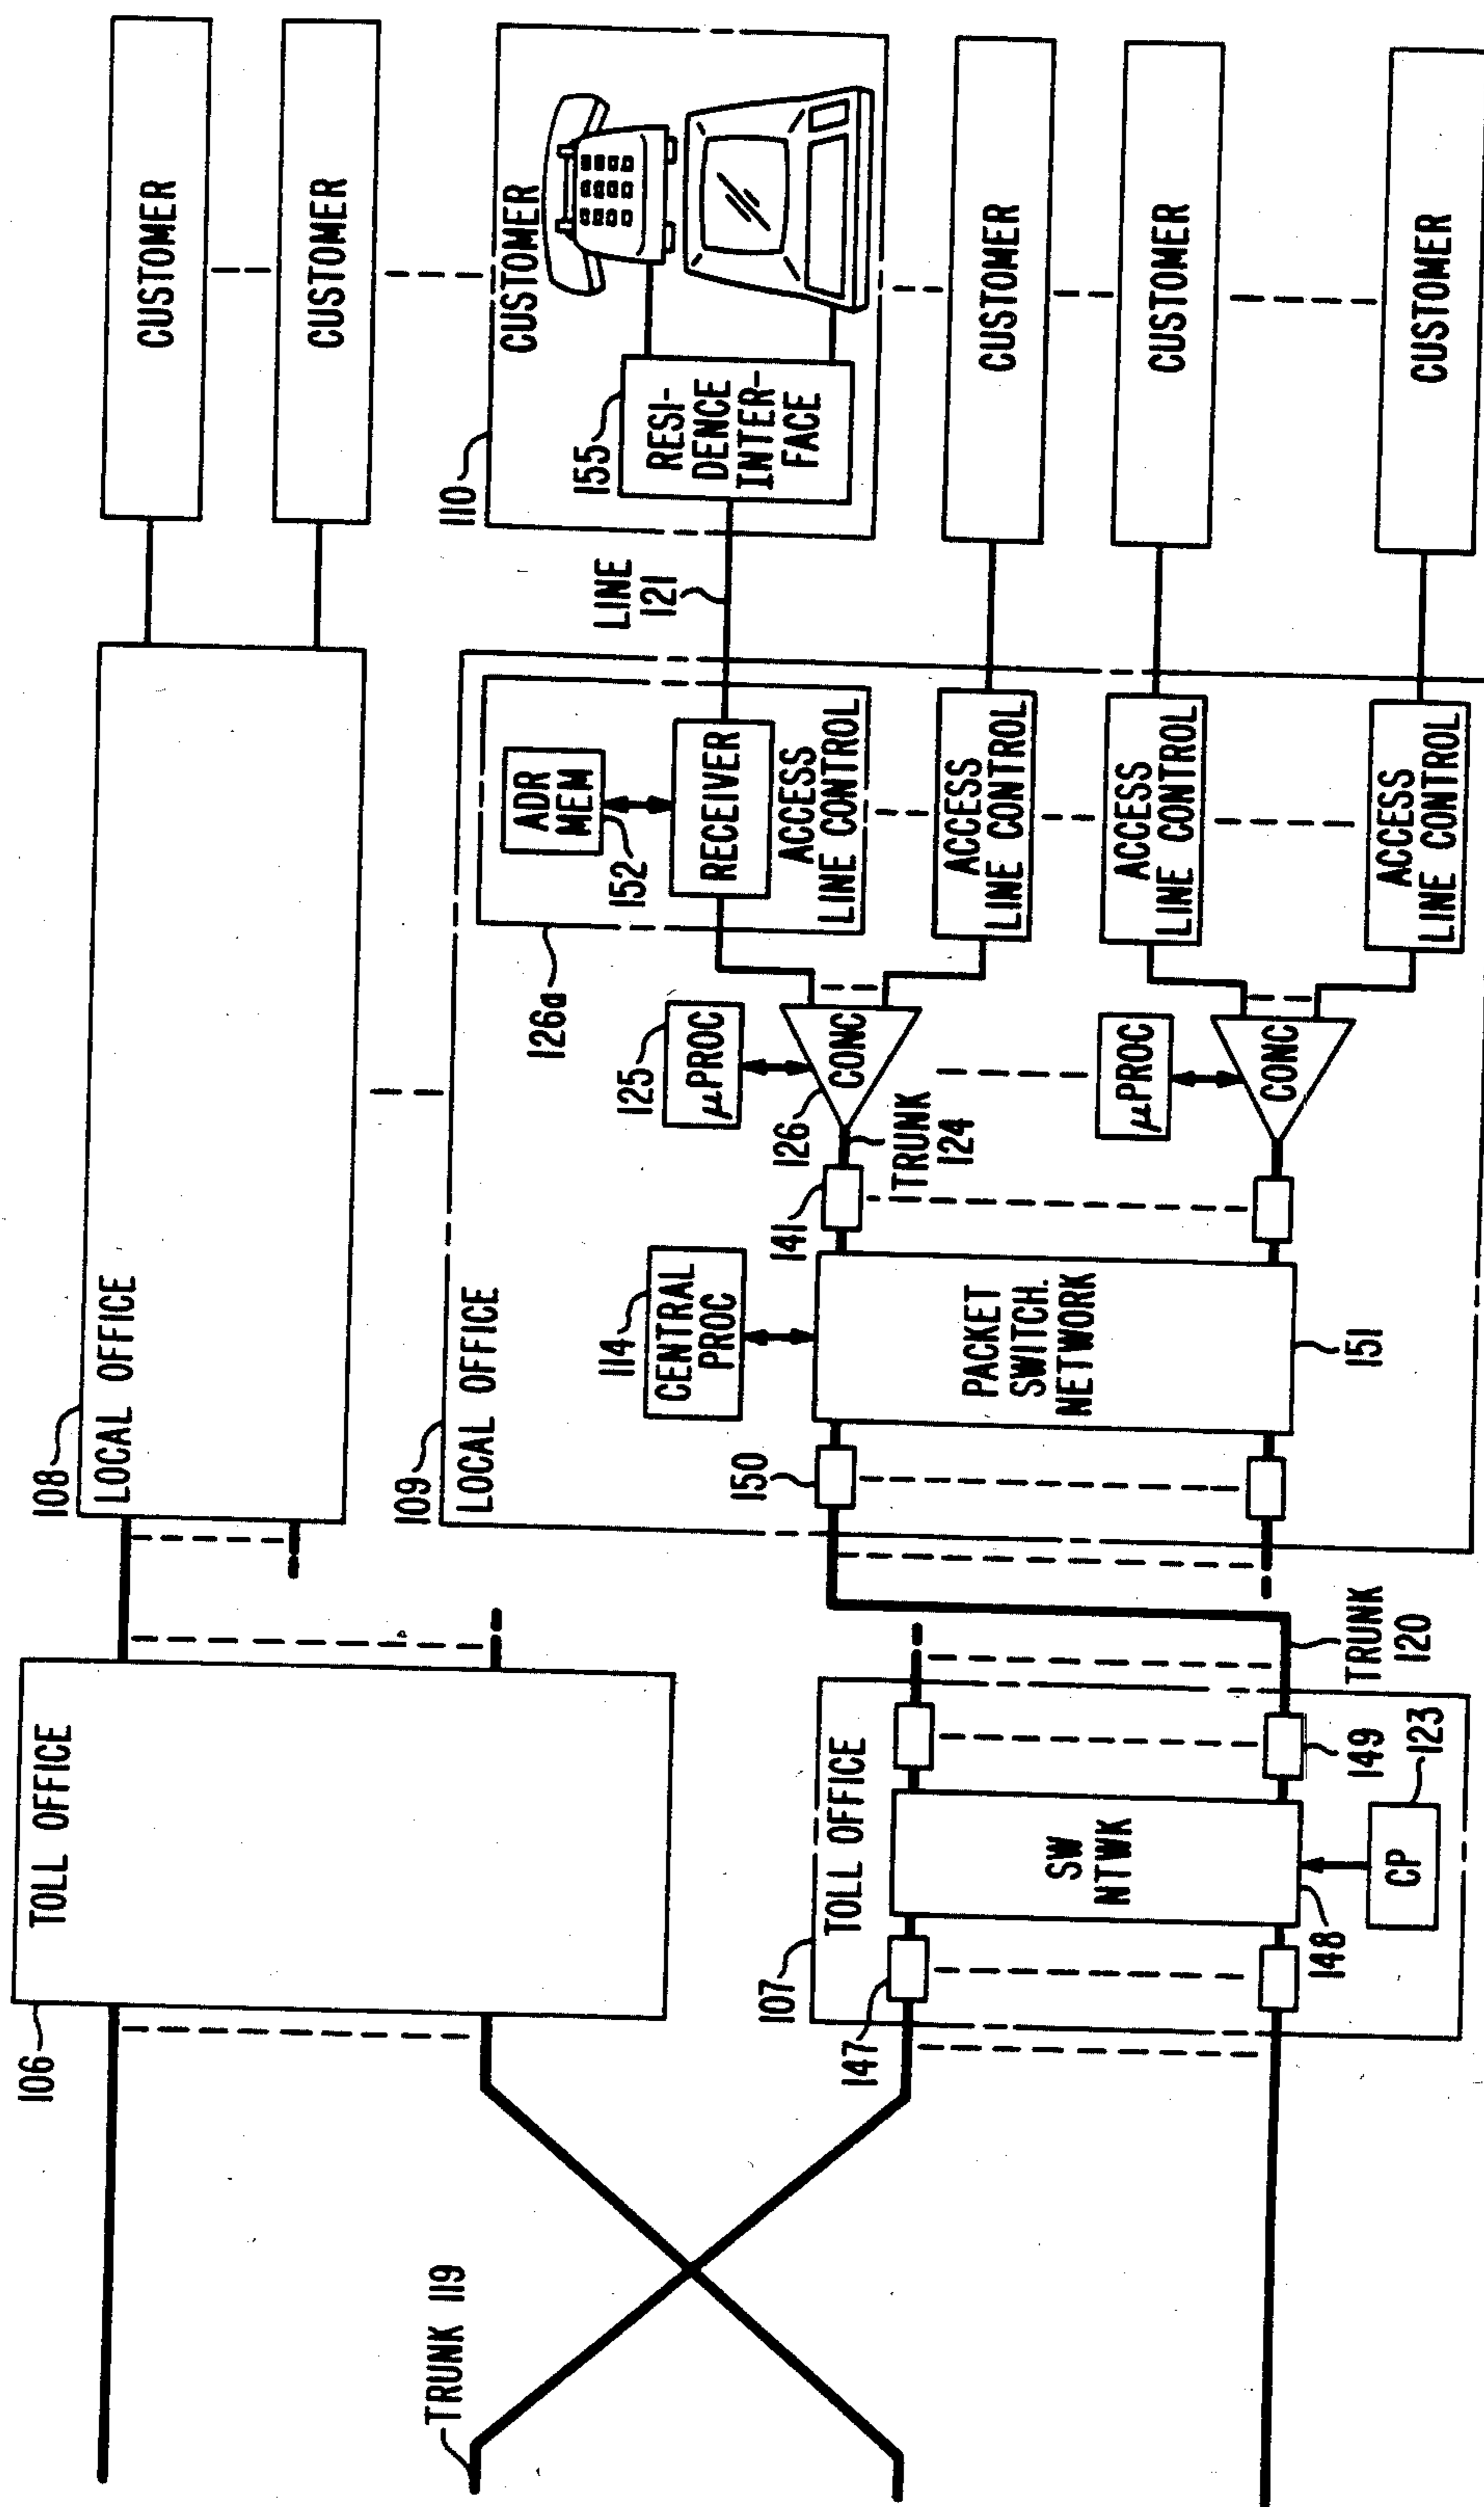 106
TOLL OFFICE
108
LOCAL OFFICE
CUSTOMER
CUSTOMER
TRUNK 119
109
LOCAL OFFICE
114
CENTRAL
PROC
125
μPROC
126a
ADR
MEM
152
RECEIVER
ACCESS
LINE CONTROL
LINE
121
110
CUSTOMER
155
RESI-
DENCE
INTER-
FACE
150
141
126
CONC
TRUNK
124
PACKET
SWITCH.
NETWORK
151
ACCESS
LINE CONTROL
CUSTOMER
107
TOLL OFFICE
147
SW
NTWK
148
CP
123
149
TRUNK
120
μPROC
CONC
ACCESS
LINE CONTROL
CUSTOMER
ACCESS
LINE CONTROL
CUSTOMER